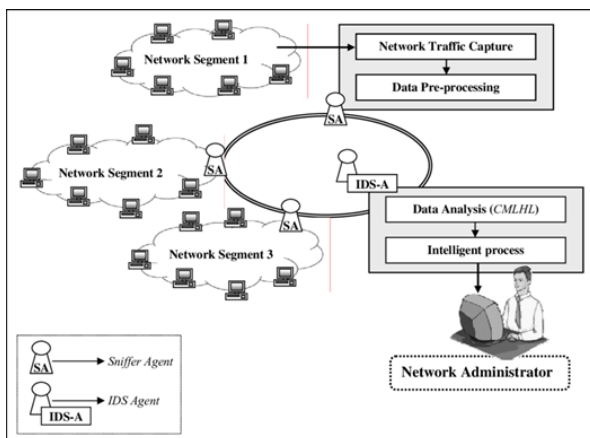 Network Segment 1
Network Traffic Capture
Data Pre-processing
SA
Network Segment 2
SA
IDS-A
Data Analysis (CMLHL)
SA
Intelligent process
Network Segment 3
Network Administrator
SA
Sniffer Agent
IDS-A
IDS Agent